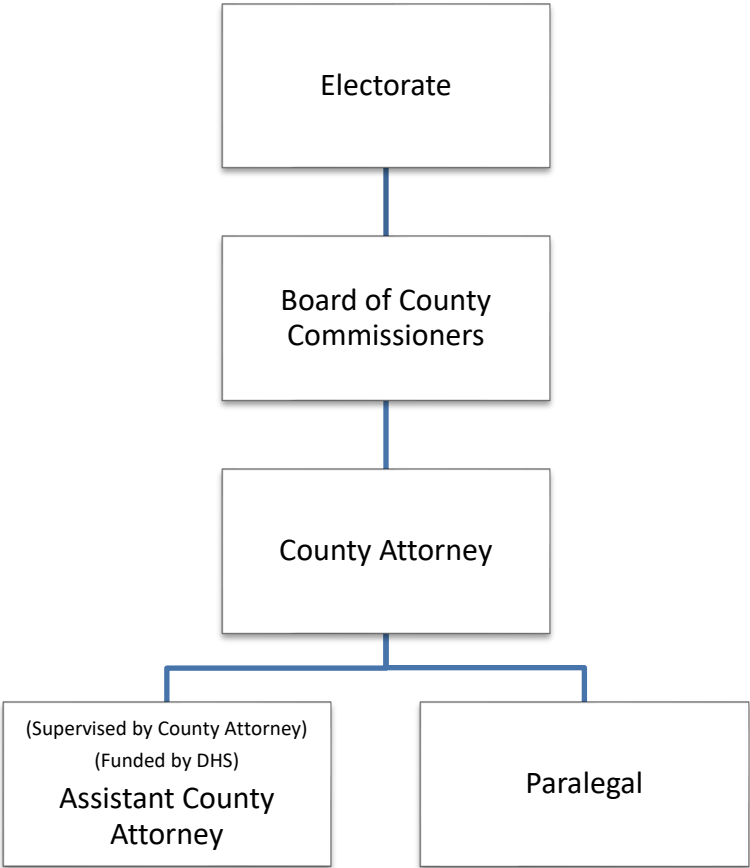 Electorate
Board of County
Commissioners
County Attorney
(Supervised by County Attorney)
(Funded by DHS)
Assistant County
Attorney
Paralegal